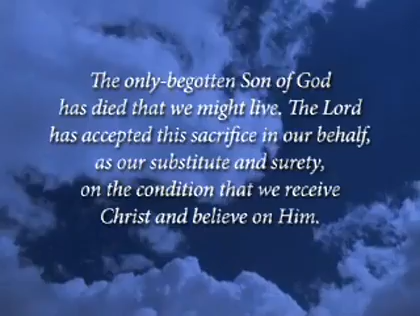 The only-begotten Son of God
has died that we might live. The Lord
has accepted this sacrifice in our behalf,
as our substitute and surety,
on the condition that we receive
Christ and believe on Him.